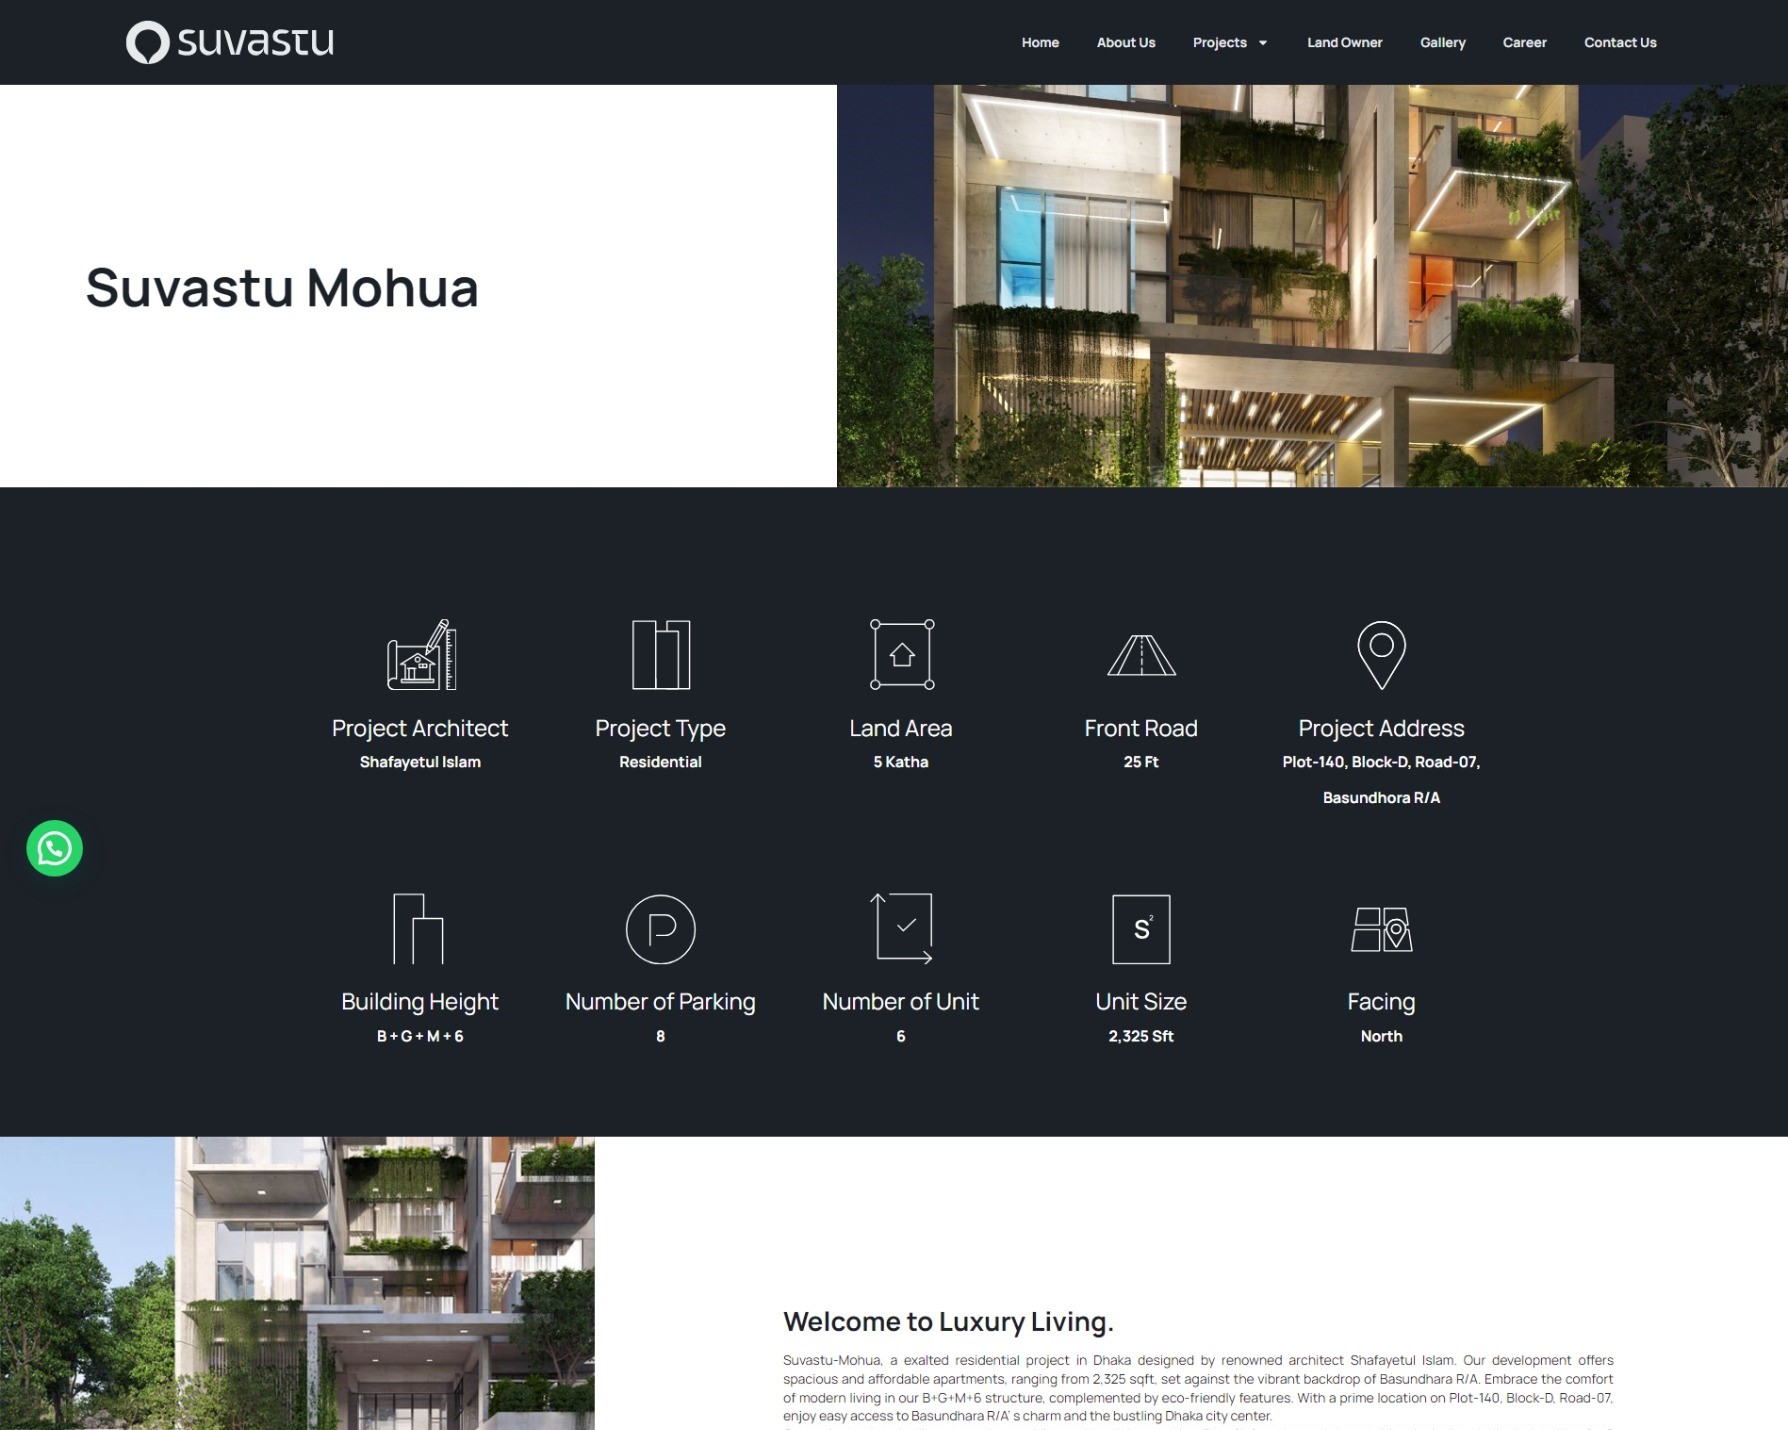 suvastu
Home About Us Projects Land Owner Gallery Career Contact Us
Suvastu Mohua
Project Architect
Shafayetul Islam
Project Type
Residential
Land Area
5 Katha
Front Road
25 Ft
Project Address
Plot-140, Block-D, Road-07,
Basundhora R/A
Building Height
B + G + M + 6
P
Number of Parking
8
Number of Unit
6
S²
Unit Size
2,325 Sft
Facing
North
Welcome to Luxury Living.
Suvastu-Mohua, a exalted residential project in Dhaka designed by renowned architect Shafayetul Islam. Our development offers
spacious and affordable apartments, ranging from 2,325 sqft, set against the vibrant backdrop of Basundhara R/A. Embrace the comfort
of modern living in our B+G+M+6 structure, complemented by eco-friendly features. With a prime location on Plot-140, Block-D, Road-07,
enjoy easy access to Basundhara R/A' s charm and the bustling Dhaka city center.